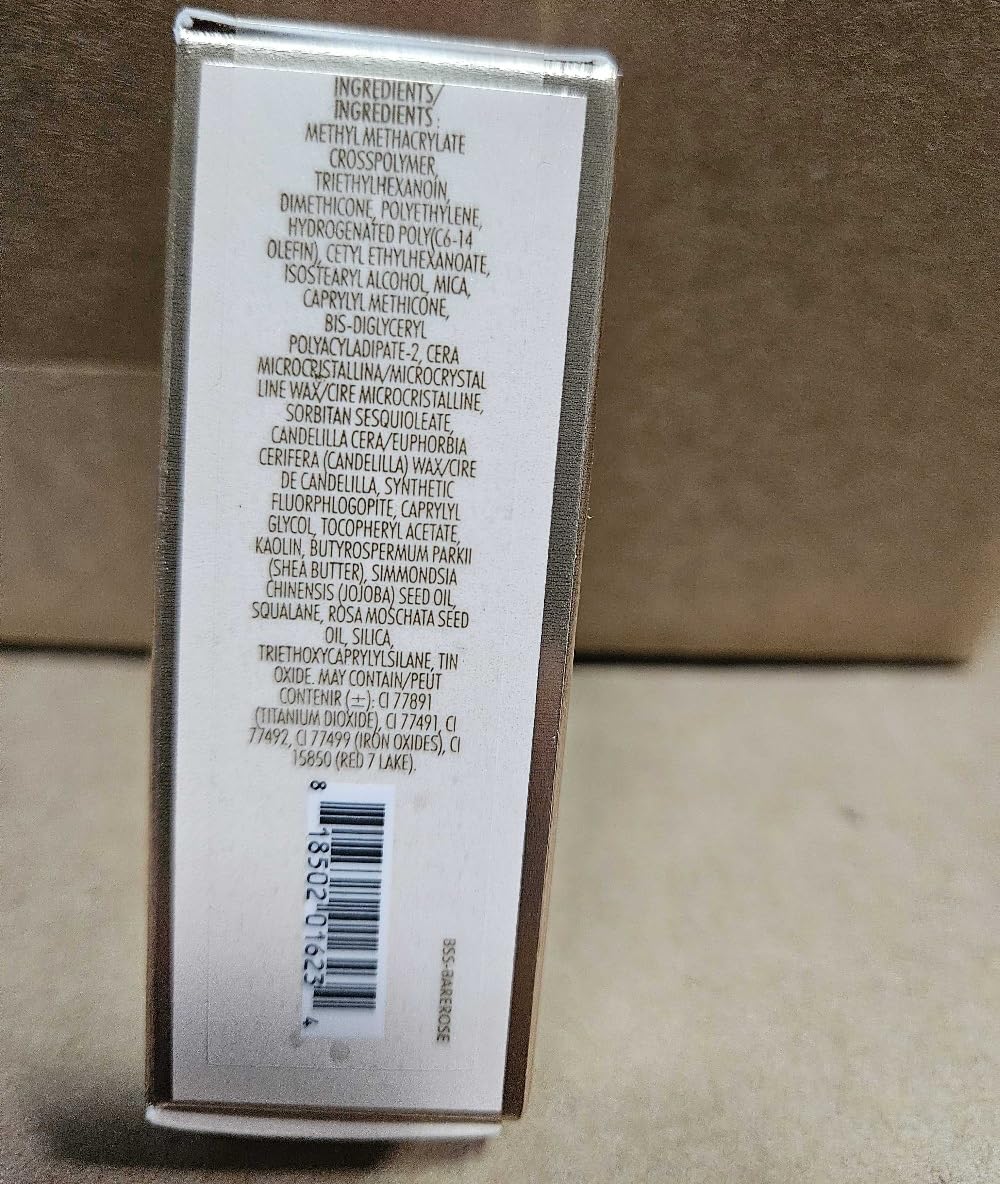 INGREDIENTS/
INGRÉDIENTS :
METHYL METHACRYLATE
CROSSPOLYMER,
TRIETHYLHEXANOIN,
DIMETHICONE, POLYETHYLENE,
HYDROGENATED POLY(C6-14
OLEFIN), CETYL ETHYLHEXANOATE,
ISOSTEARYL ALCOHOL, MICA,
CAPRYLYL METHICONE,
BIS-DIGLYCERYL
POLYACYLADIPATE-2, CERA
MICROCRISTALLINA/MICROCRYSTAL
LINE WAX/CIRE MICROCRISTALLINE,
SORBITAN SESQUIOLEATE,
CANDELILLA CERA/EUPHORBIA
CERIFERA (CANDELILLA) WAX/CIRE
DE CANDELILLA, SYNTHETIC
FLUORPHLOGOPITE, CAPRYLYL
GLYCOL, TOCOPHERYL ACETATE,
KAOLIN, BUTYROSPERMUM PARKII
(SHEA BUTTER), SIMMONDSIA
CHINENSIS (JOJOBA) SEED OIL,
SQUALANE, ROSA MOSCHATA SEED
OIL, SILICA,
TRIETHOXYCAPRYLYLSILANE, TIN
OXIDE. MAY CONTAIN/PEUT
CONTENIR (±): CI 77891
(TITANIUM DIOXIDE), CI 77491, CI
77492, CI 77499 (IRON OXIDES), CI
15850 (RED 7 LAKE).
8 18502 01623 4
BSS-BAREROSE